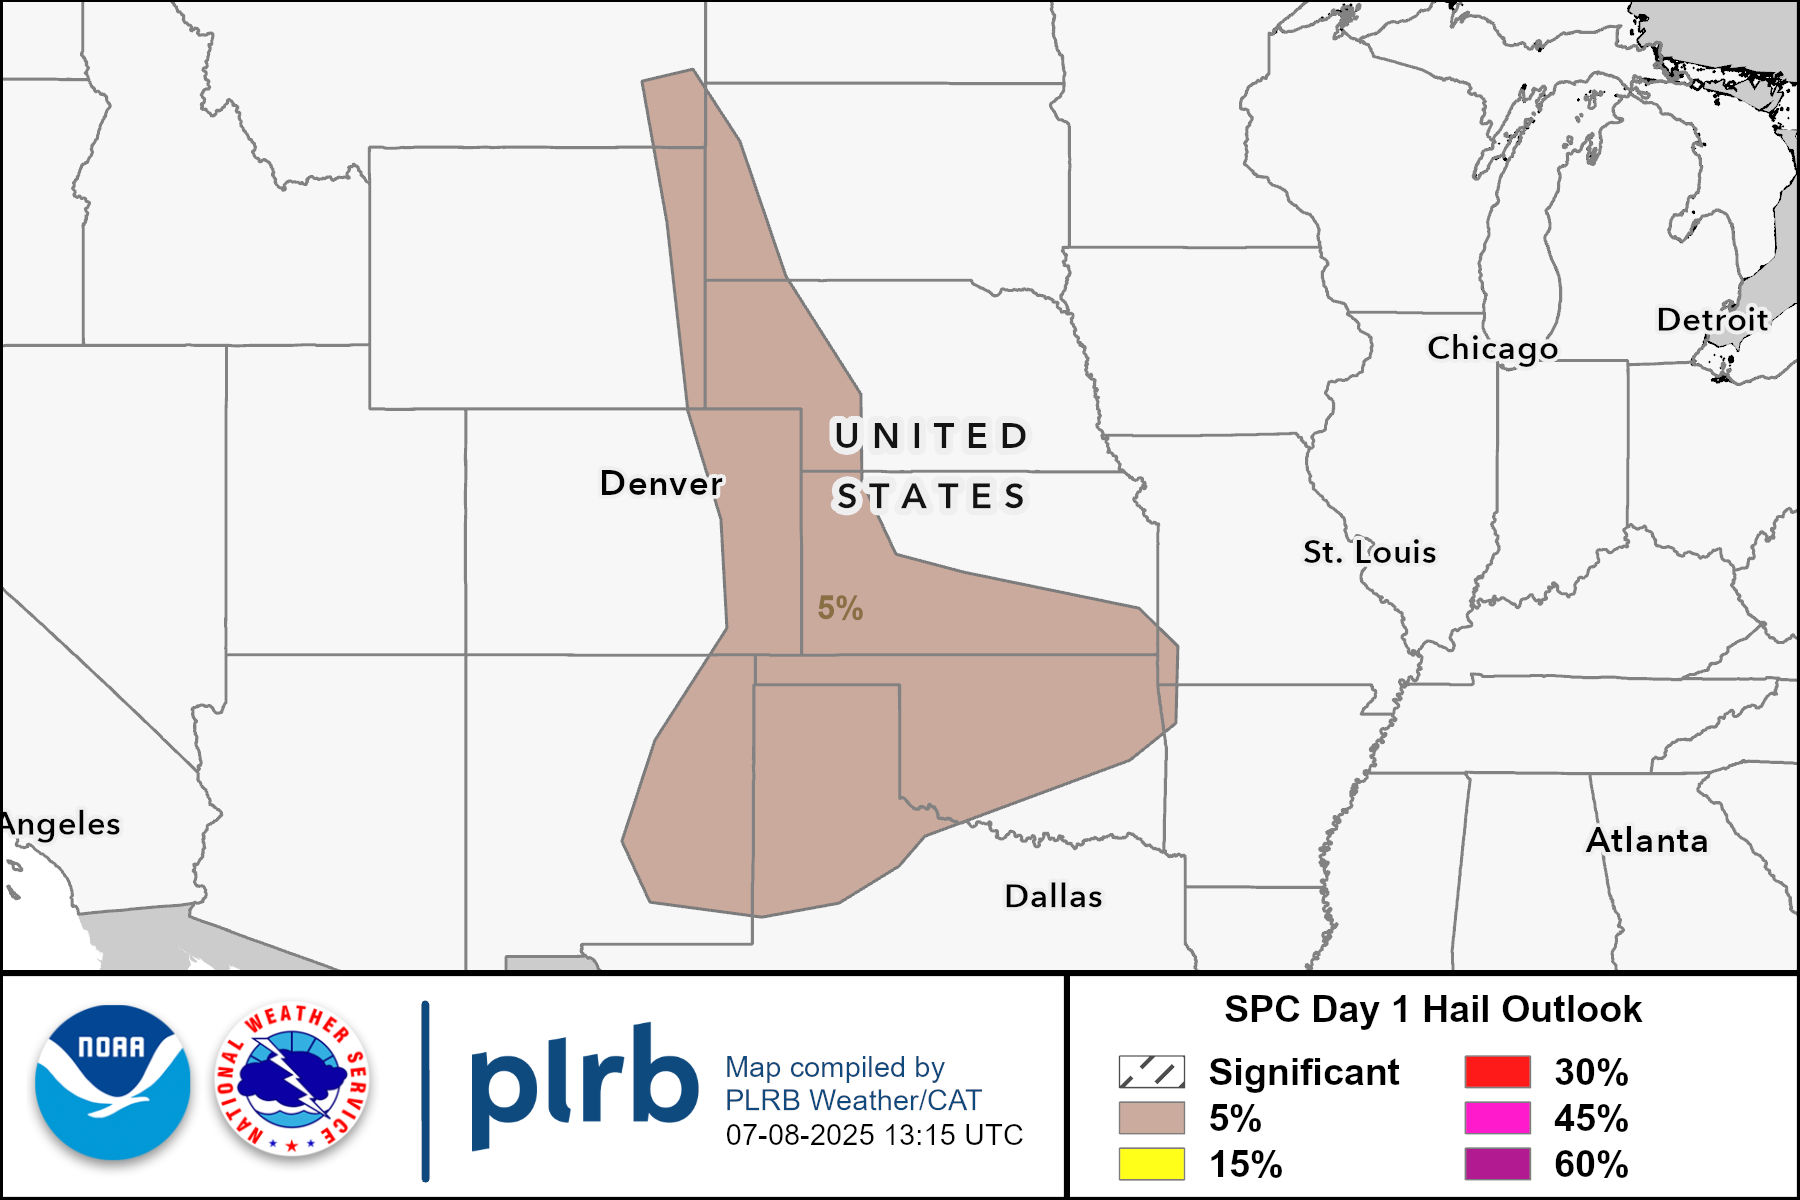 Detroit
Chicago
UNITED
STATES
Denver
St. Louis
5%
Angeles
Atlanta
Dallas
NOAA
NATIONAL WEATHER SERVICE
plrb
Map compiled by
PLRB Weather/CAT
07-08-2025 13:15 UTC
SPC Day 1 Hail Outlook
Significant
5%
15%
30%
45%
60%